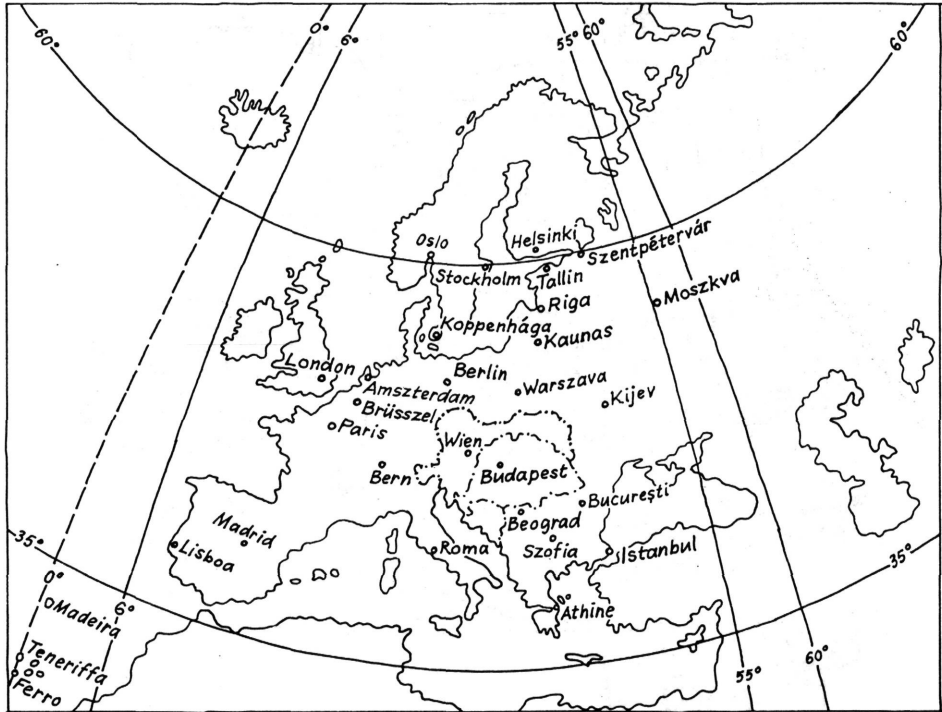 60°
0°
6°
55°
60°
60°
Oslo
Helsinki
Szentpétervár
Stockholm
Tallin
Riga
Moszkva
Koppenhága
Kaunas
London
Berlin
Amszterdam
Warszava
Brüsszel
Kijev
Paris
Wien
Bern
Budapest
Bucureşti
Beograd
Madrid
Lisboa
Roma
Szofia
Istanbul
35°
35°
0°
6°
Madeira
Athine
Teneriffa
Ferro
55°
60°